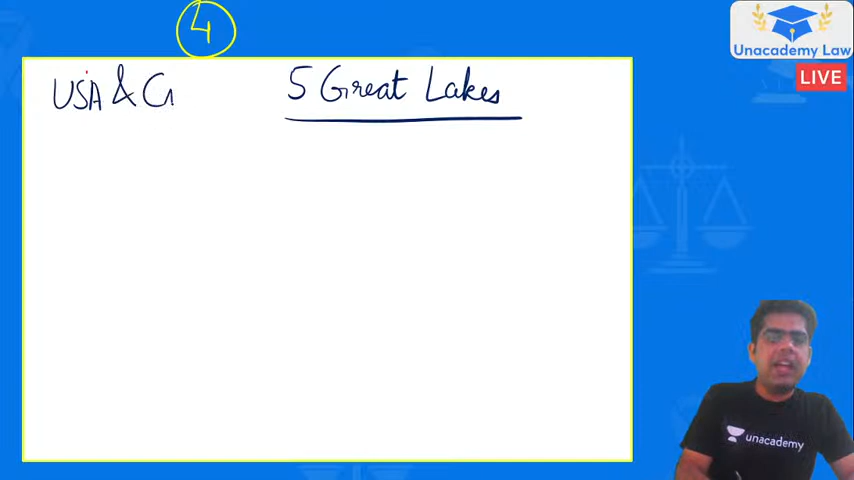 4
USA & C
5 Great Lakes
Unacademy Law
LIVE
unacademy